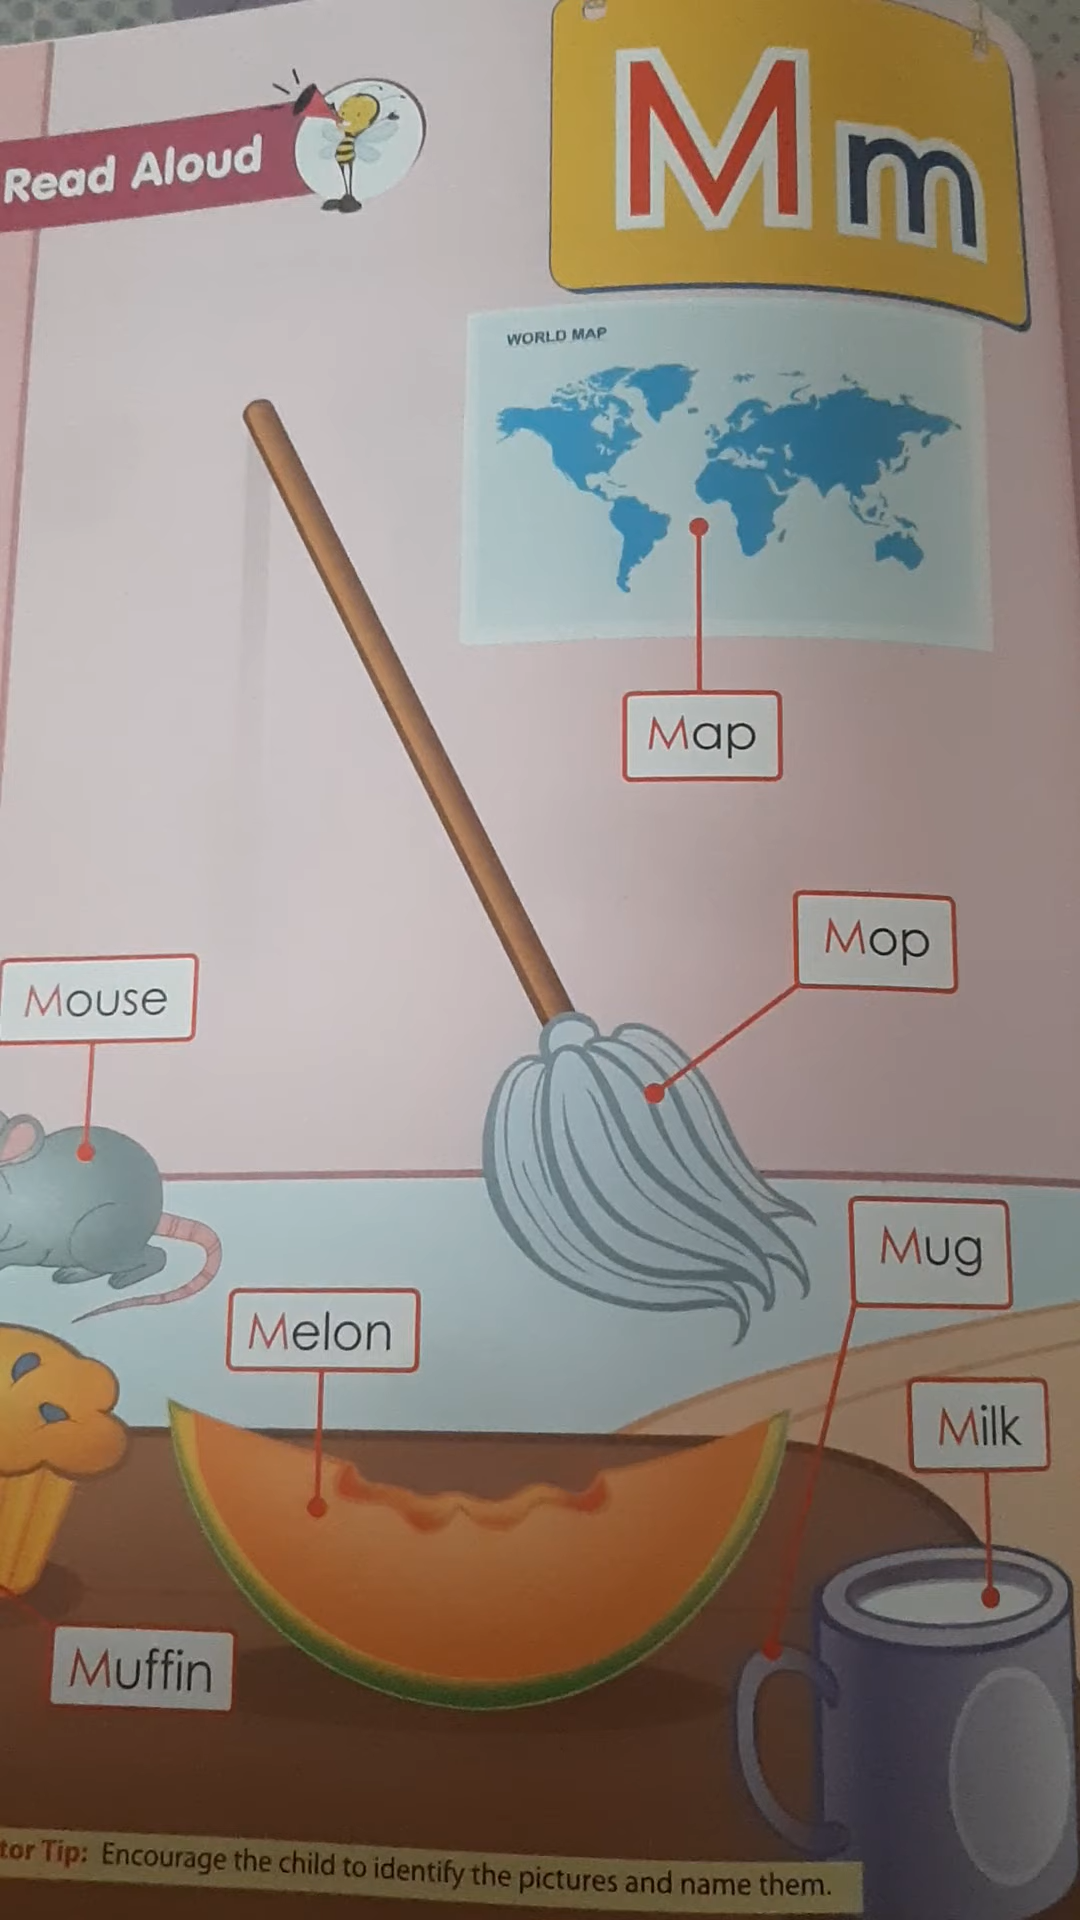 Read Aloud
Mm
WORLD MAP
Map
Mop
Mouse
Mug
Melon
Milk
Muffin
tor Tip: Encourage the child to identify the pictures and name them.